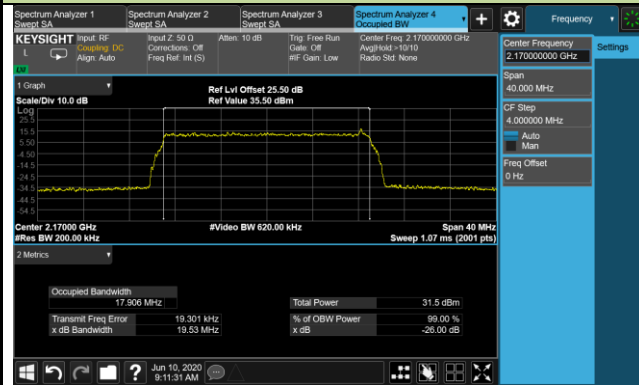 Spectrum Analyzer 1
Swept SA
Spectrum Analyzer 2
Swept SA
Spectrum Analyzer 3
Swept SA
Spectrum Analyzer 4
Occupied BW
Frequency
KEYSIGHT
L
Input: RF
Coupling: DC
Align: Auto
Input Z: 50 Ω
Corrections: Off
Freq Ref: Int (S)
Atten: 10 dB
Trig: Free Run
Gate: Off
#IF Gain: Low
Center Freq: 2.170000000 GHz
Avg|Hold:>10/10
Radio Std: None
Center Frequency
2.170000000 GHz
Settings
Span
40.000 MHz
CF Step
4.000000 MHz
Auto
Man
Freq Offset
0 Hz
1 Graph
Scale/Div 10.0 dB
Ref Lvl Offset 25.50 dB
Ref Value 35.50 dBm
Log
25.5
15.5
5.50
-4.50
-14.5
-24.5
-34.5
-44.5
-54.5
Center 2.17000 GHz
#Res BW 200.00 kHz
#Video BW 620.00 kHz
Span 40 MHz
Sweep 1.07 ms (2001 pts)
2 Metrics
Occupied Bandwidth
17.906 MHz
Total Power 31.5 dBm
Transmit Freq Error 19.301 kHz
% of OBW Power 99.00 %
x dB Bandwidth 19.53 MHz
x dB -26.00 dB
?
Jun 10, 2020
9:11:31 AM